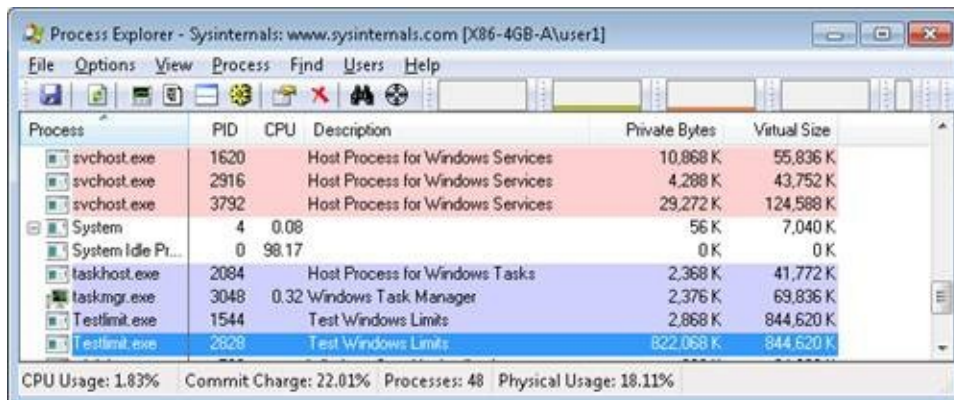 Process Explorer - Sysinternals: www.sysinternals.com [X86-4GB-A\user1]
File Options View Process Find Users Help
Process PID CPU Description Private Bytes Virtual Size
svchost.exe 1620 Host Process for Windows Services 10,868 K 55,836 K
svchost.exe 2916 Host Process for Windows Services 4,288 K 43,752 K
svchost.exe 3792 Host Process for Windows Services 29,272 K 124,588 K
System 4 0.08 56 K 7,040 K
System Idle Pr... 0 98.17 0 K 0 K
taskhost.exe 2084 Host Process for Windows Tasks 2,368 K 41,772 K
taskmgr.exe 3048 0.32 Windows Task Manager 2,376 K 69,836 K
Testlimit.exe 1544 Test Windows Limits 2,868 K 844,620 K
Testlimit.exe 2828 Test Windows Limits 822,068 K 844,620 K
CPU Usage: 1.83% Commit Charge: 22.01% Processes: 48 Physical Usage: 18.11%